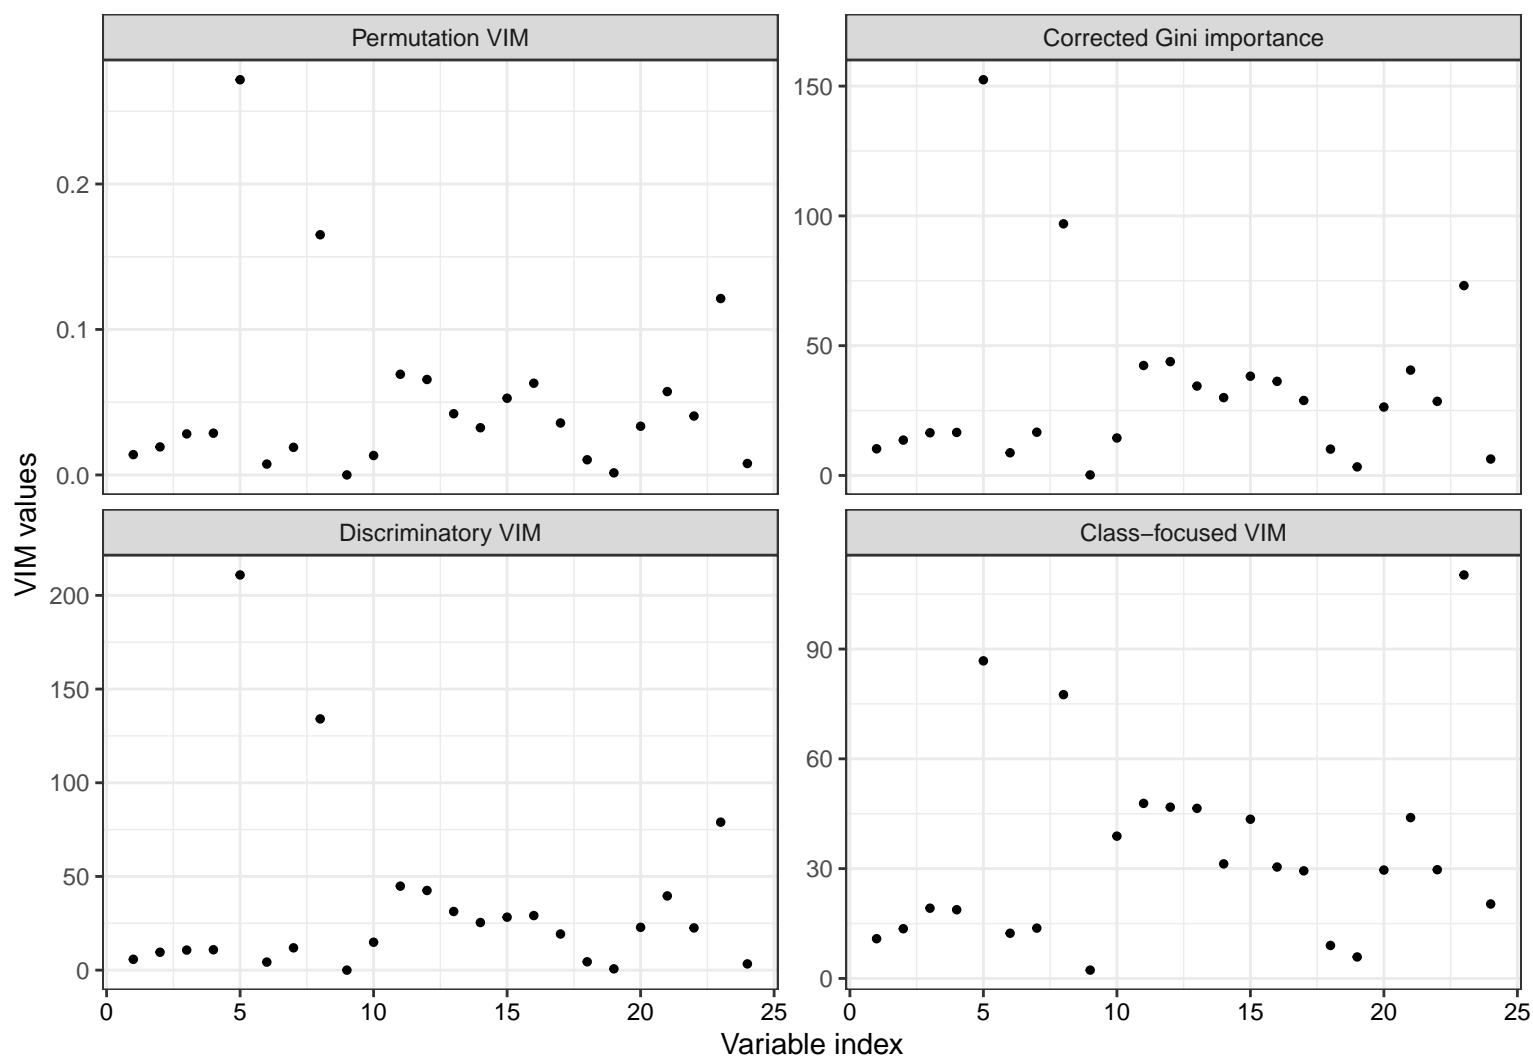 Permutation VIM
Corrected Gini importance
0.2
0.1
0.0
150
100
50
0
VIM values
Discriminatory VIM
Class−focused VIM
200
150
100
50
0
90
60
30
0
0 5 10 15 20 25
0 5 10 15 20 25
Variable index